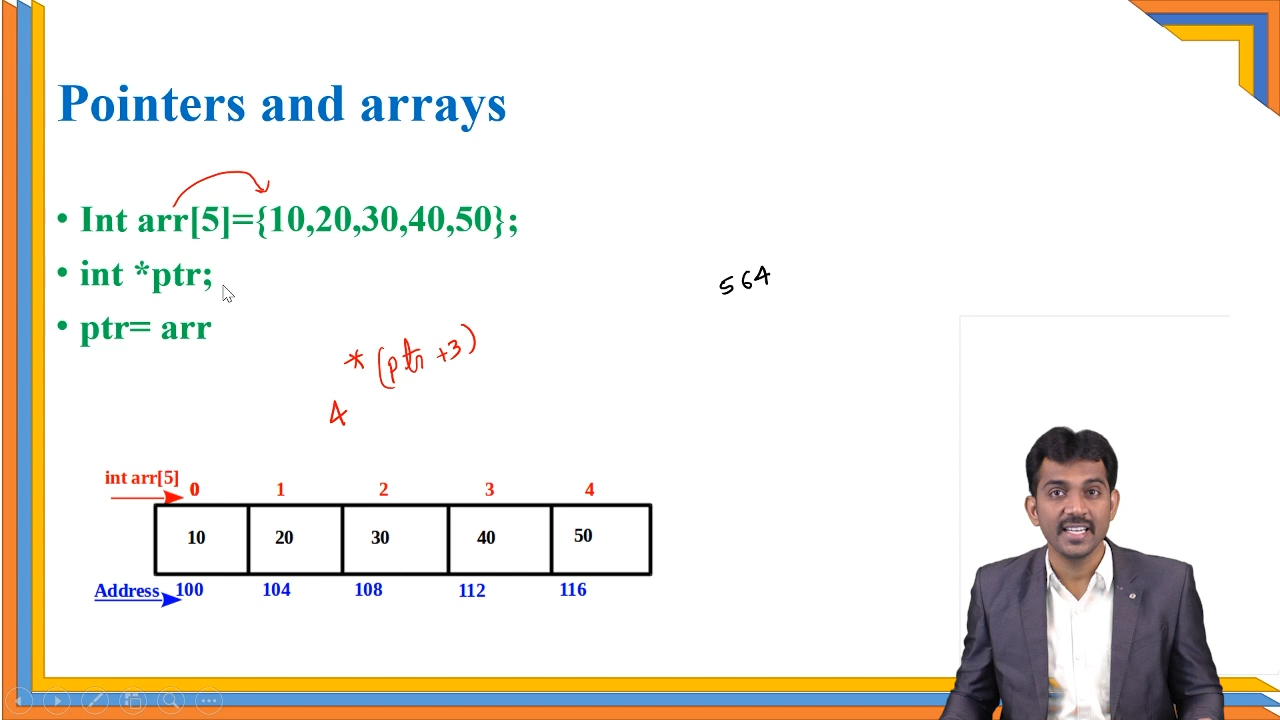 Pointers and arrays
• Int arr[5]={10,20,30,40,50};
• int *ptr;
564
• ptr= arr
*(ptr +3)
4
int arr[5] 0 1 2 3 4
10 20 30 40 50
Address 100 104 108 112 116